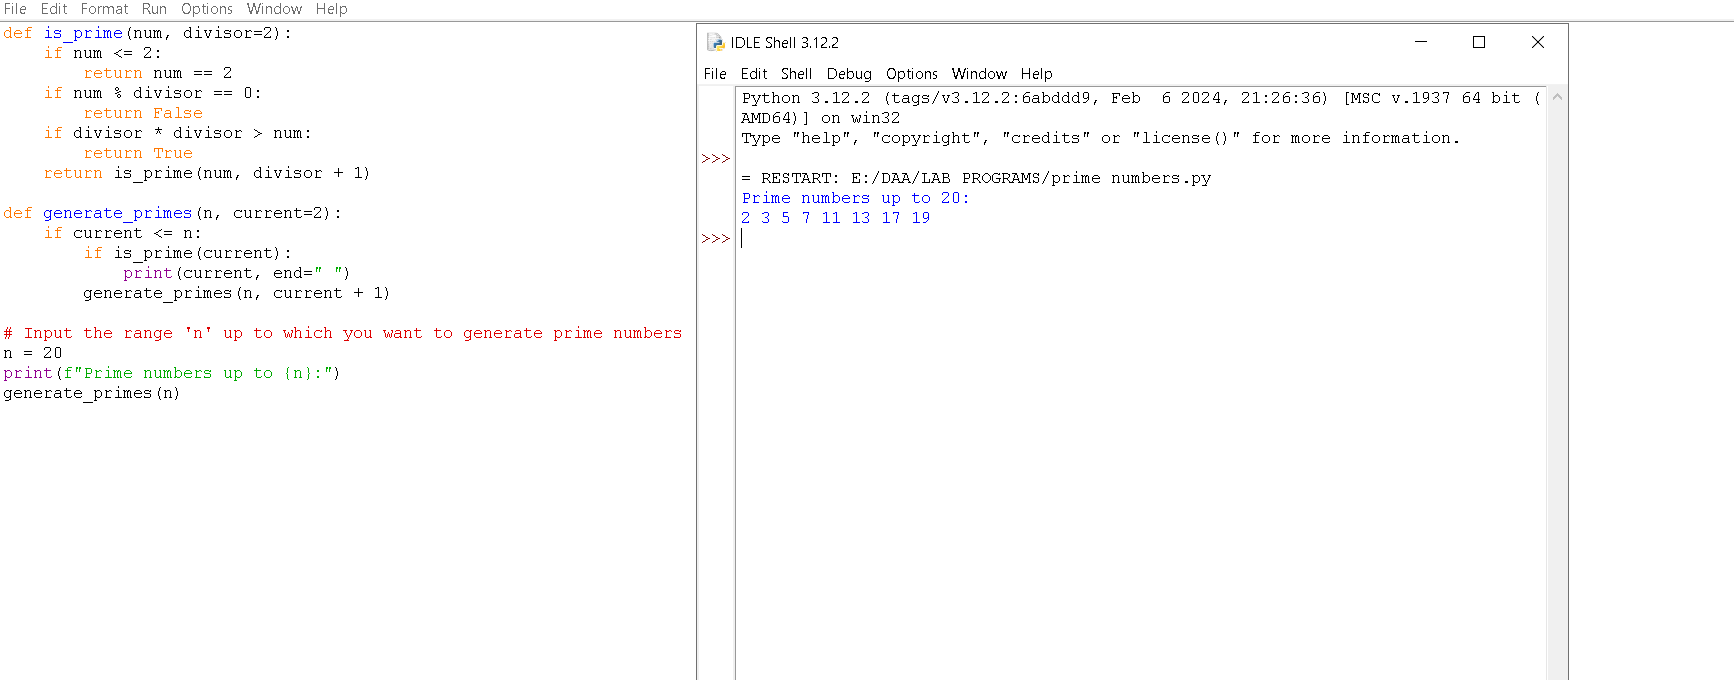 File Edit Format Run Options Window Help
def is_prime(num, divisor=2):
    if num <= 2:
        return num == 2
    if num % divisor == 0:
        return False
    if divisor * divisor > num:
        return True
    return is_prime(num, divisor + 1)
def generate_primes(n, current=2):
    if current <= n:
        if is_prime(current):
            print(current, end=" ")
        generate_primes(n, current + 1)
# Input the range 'n' up to which you want to generate prime numbers
n = 20
print(f"Prime numbers up to {n}:")
generate_primes(n)
IDLE Shell 3.12.2
File Edit Shell Debug Options Window Help
Python 3.12.2 (tags/v3.12.2:6abddd9, Feb  6 2024, 21:26:36) [MSC v.1937 64 bit (
AMD64)] on win32
Type "help", "copyright", "credits" or "license()" for more information.
>>>
= RESTART: E:/DAA/LAB PROGRAMS/prime numbers.py
Prime numbers up to 20:
2 3 5 7 11 13 17 19
>>>